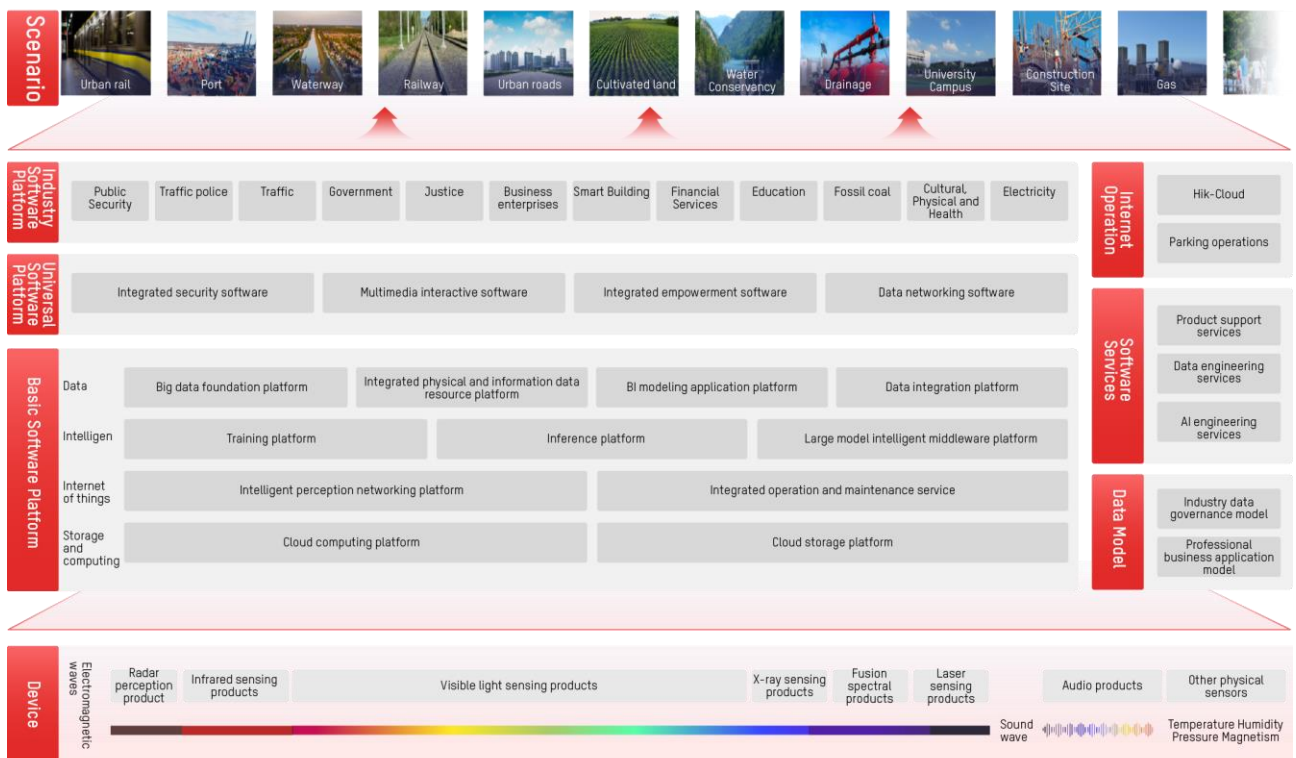 Scenario
Urban rail
Port
Waterway
Railway
Urban roads
Cultivated land
Water
Conservancy
Drainage
University
Campus
Construction
Site
Gas
Industry
Software
Platform
Public
Security
Traffic police
Traffic
Government
Justice
Business
enterprises
Smart Building
Financial
Services
Education
Fossil coal
Cultural,
Physical and
Health
Electricity
Universal
Software
Platform
Integrated security software
Multimedia interactive software
Integrated empowerment software
Data networking software
Basic Software Platform
Data
Big data foundation platform
Integrated physical and information data
resource platform
BI modeling application platform
Data integration platform
Intelligen
Training platform
Inference platform
Large model intelligent middleware platform
Internet
of things
Intelligent perception networking platform
Integrated operation and maintenance service
Storage
and
computing
Cloud computing platform
Cloud storage platform
Internet
Operation
Hik-Cloud
Parking operations
Software
Services
Product support
services
Data engineering
services
AI engineering
services
Data Model
Industry data
governance model
Professional
business application
model
Device
Electromagnetic
waves
Radar
perception
product
Infrared sensing
products
Visible light sensing products
X-ray sensing
products
Fusion
spectral
products
Laser
sensing
products
Sound
wave
Audio products
Other physical
sensors
Temperature Humidity
Pressure Magnetism